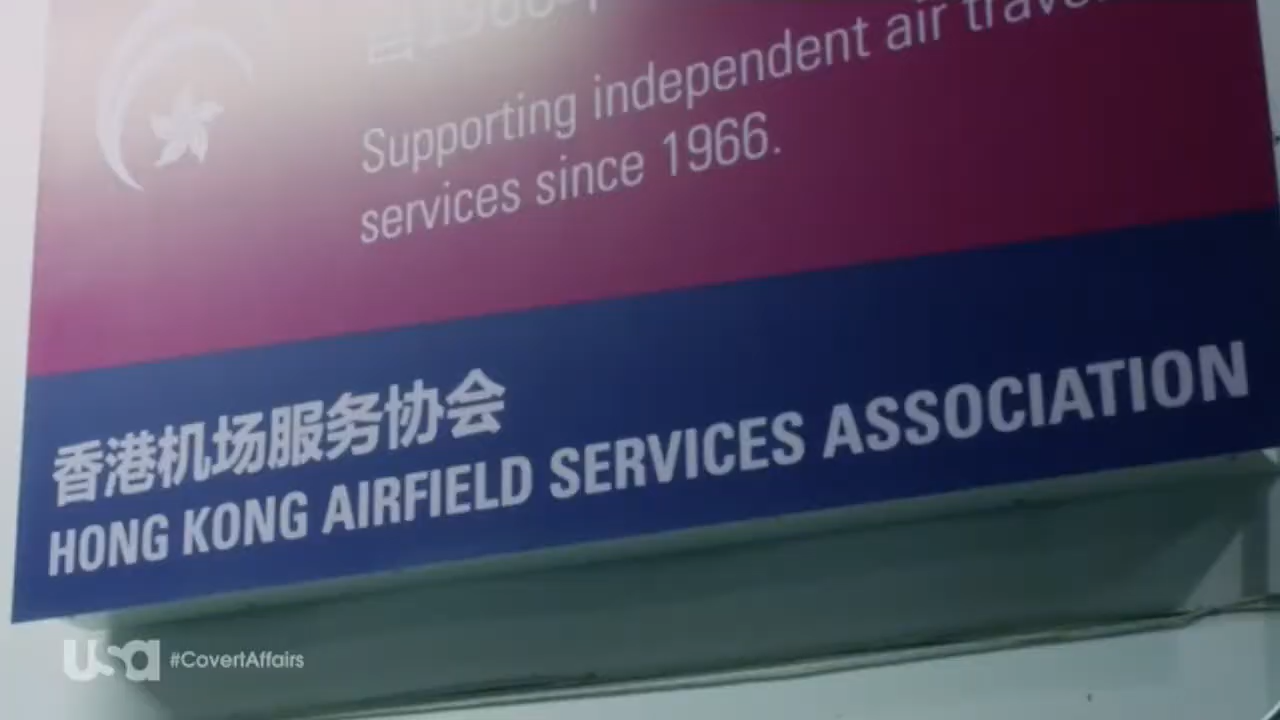 Supporting independent air travel
services since 1966.
香港机场服务协会
HONG KONG AIRFIELD SERVICES ASSOCIATION
usa #CovertAffairs